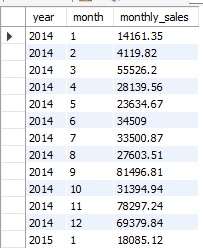 year month monthly_sales
2014 1 14161.35
2014 2 4119.82
2014 3 55526.2
2014 4 28139.56
2014 5 23634.67
2014 6 34509
2014 7 33500.87
2014 8 27603.51
2014 9 81496.81
2014 10 31394.94
2014 11 78297.24
2014 12 69379.84
2015 1 18085.12